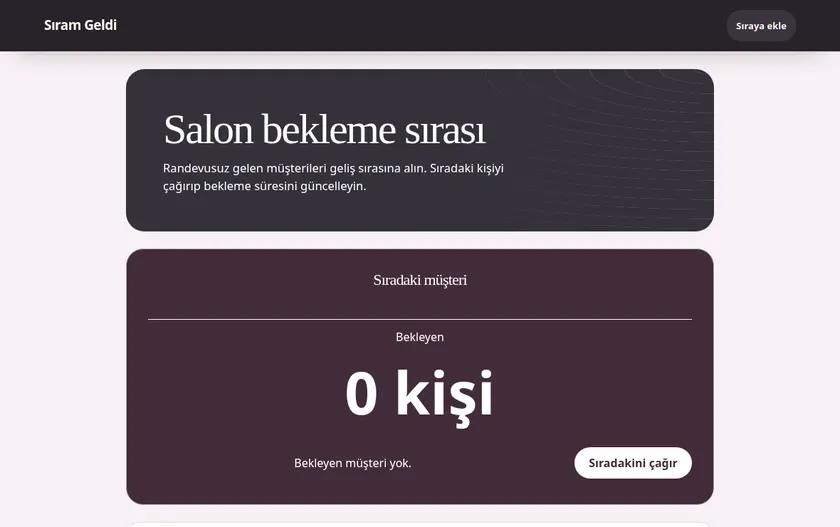 Sıram Geldi
Sıraya ekle
Salon bekleme sırası
Randevusuz gelen müşterileri geliş sırasına alın. Sıradaki kişiyi
çağırıp bekleme süresini güncelleyin.
Sıradaki müşteri
Bekleyen
0 kişi
Bekleyen müşteri yok.
Sıradakini çağır